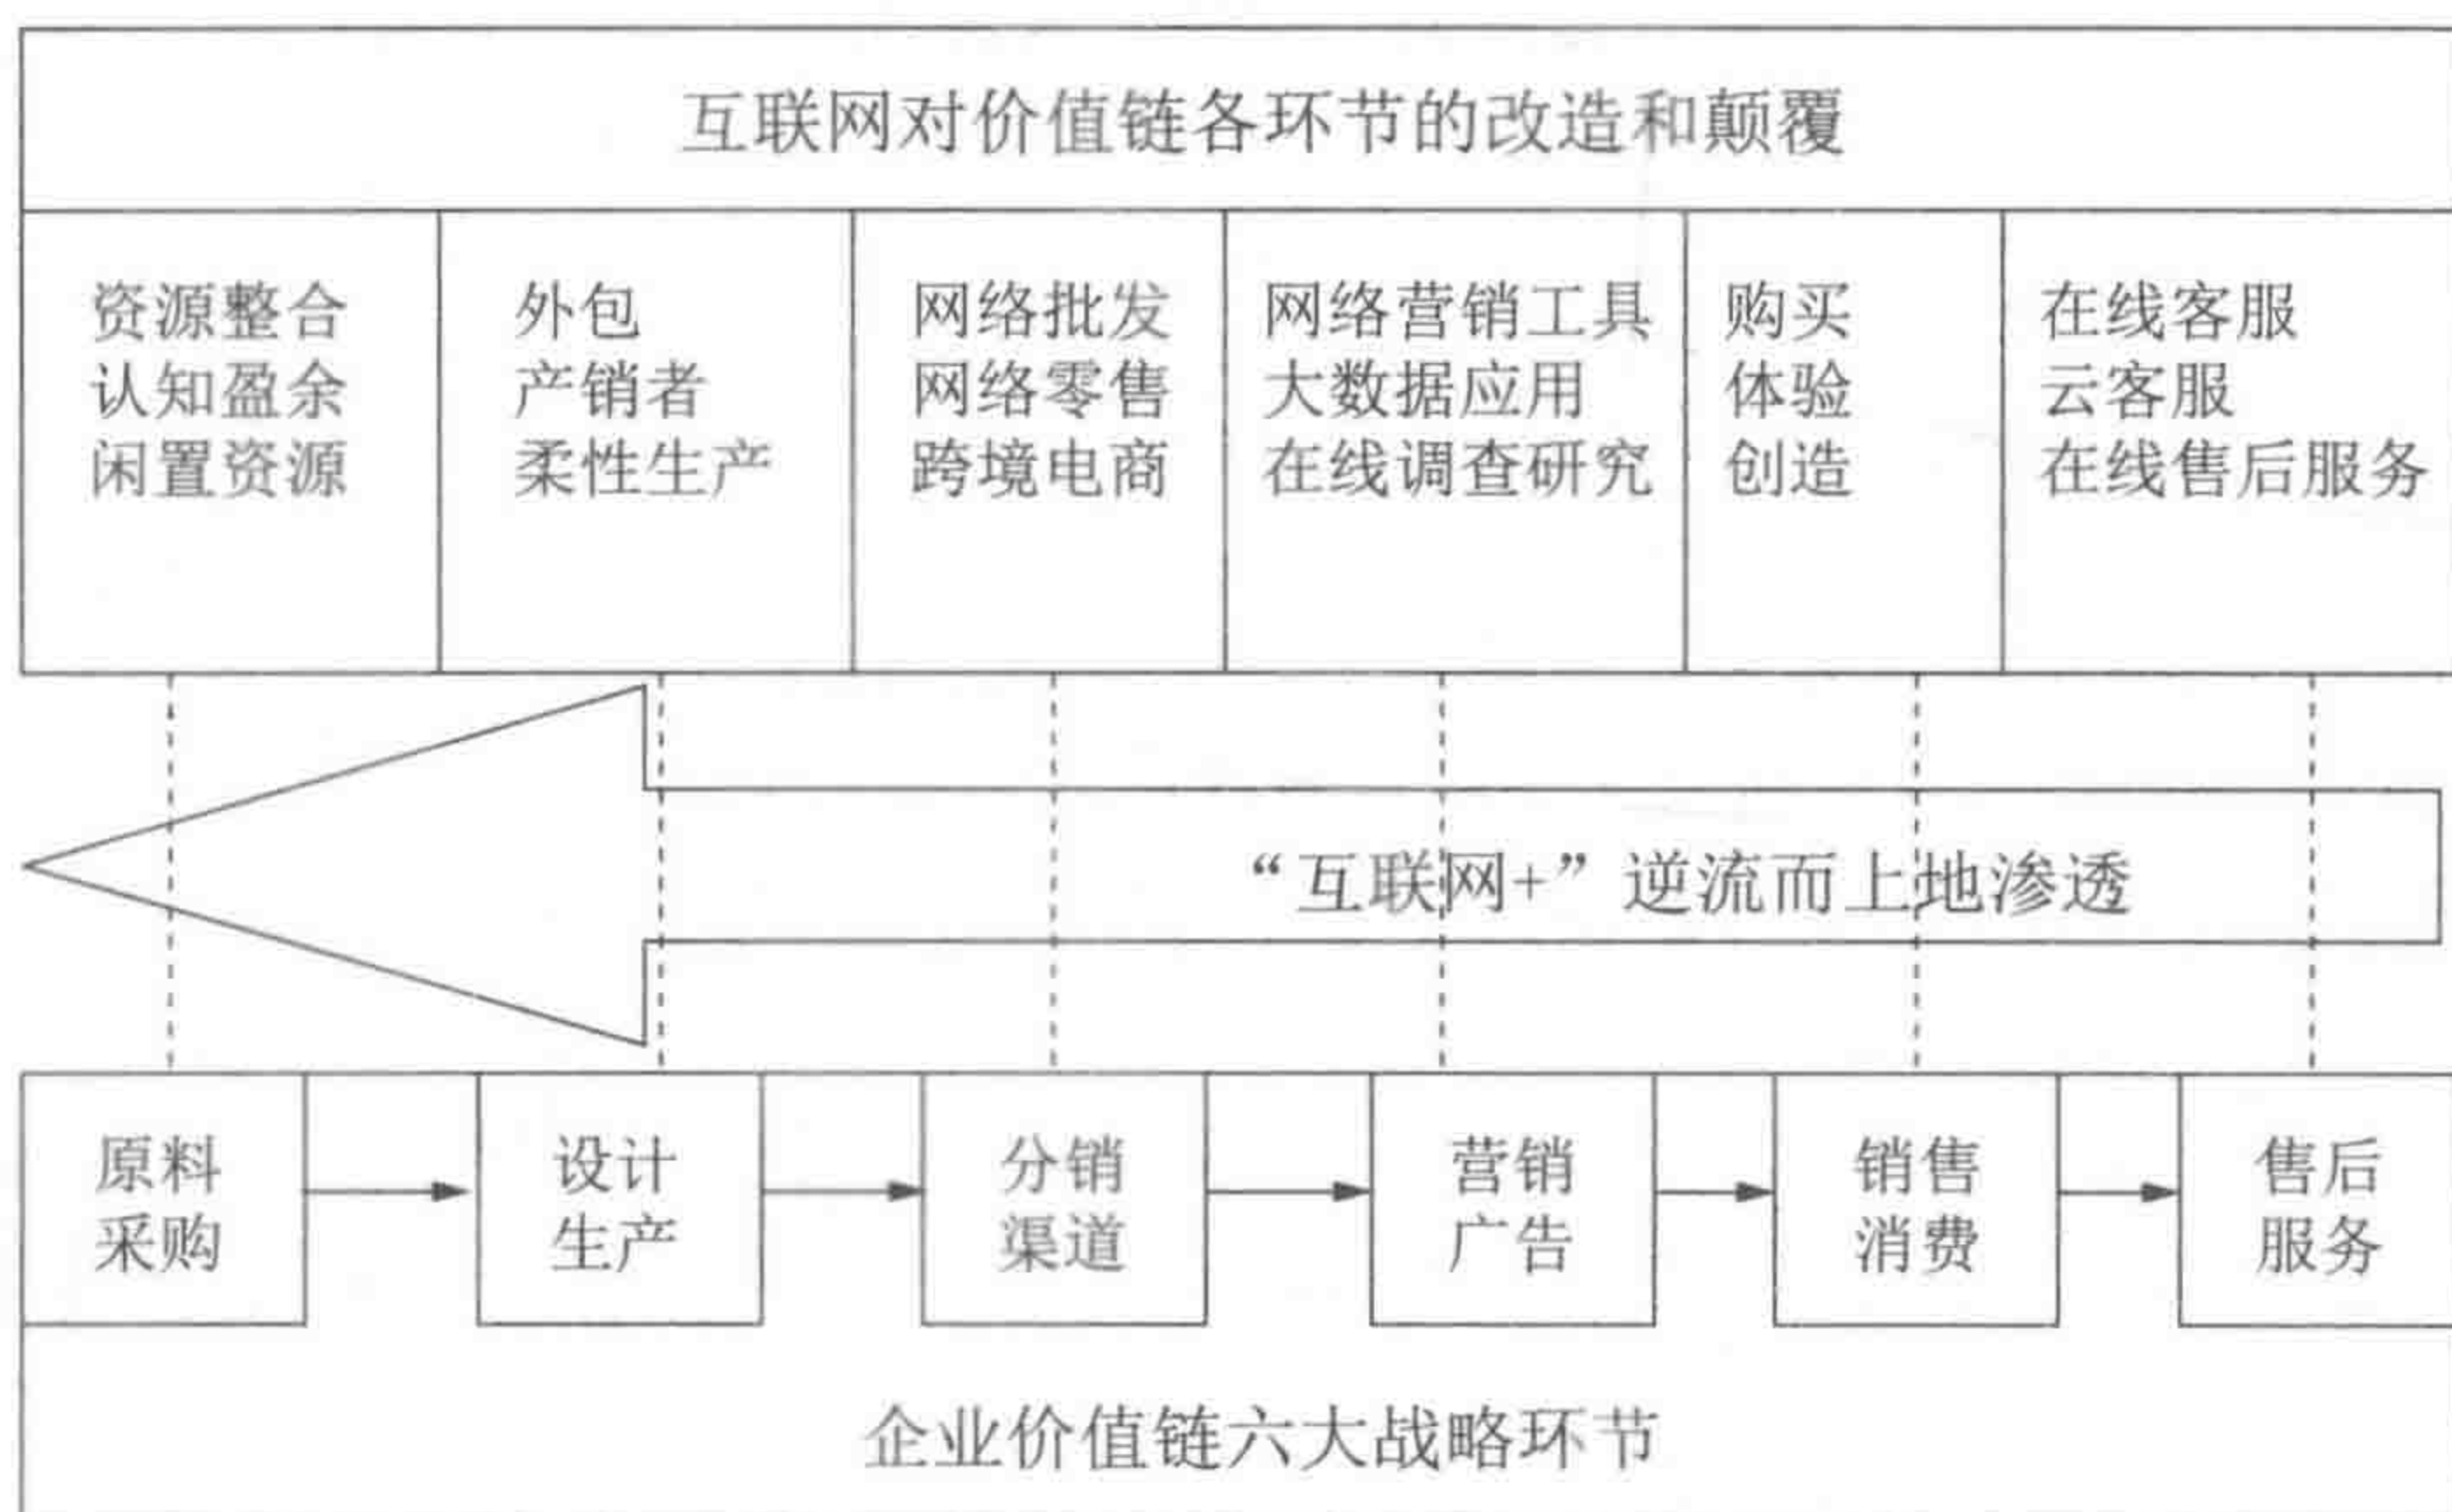 互联网对价值链各环节的改造和颠覆
资源整合
认知盈余
闲置资源
外包
产销者
柔性生产
网络批发
网络零售
跨境电商
网络营销工具
大数据应用
在线调查研究
购买
体验
创造
在线客服
云客服
在线售后服务
“互联网+”逆流而上地渗透
原料
采购
设计
生产
分销
渠道
营销
广告
销售
消费
售后
服务
企业价值链六大战略环节